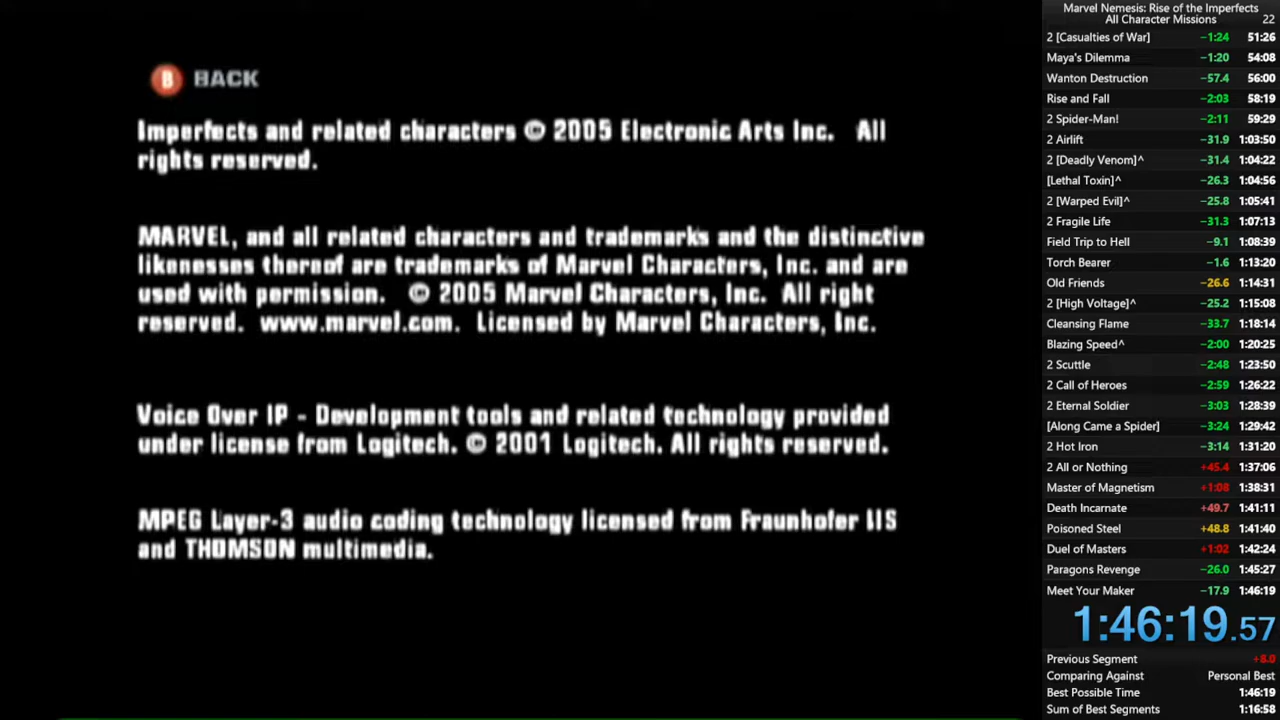 B BACK
Imperfects and related characters © 2005 Electronic Arts Inc. All
rights reserved.
MARVEL, and all related characters and trademarks and the distinctive
likenesses thereof are trademarks of Marvel Characters, Inc. and are
used with permission. © 2005 Marvel Characters, Inc. All right
reserved. www.marvel.com. Licensed by Marvel Characters, Inc.
Voice Over IP - Development tools and related technology provided
under license from Logitech. © 2001 Logitech. All rights reserved.
MPEG Layer-3 audio coding technology licensed from Fraunhofer IIS
and THOMSON multimedia.
Marvel Nemesis: Rise of the Imperfects
All Character Missions 22
2 [Casualties of War] −1:24 51:26
Maya's Dilemma −1:20 54:08
Wanton Destruction −57.4 56:00
Rise and Fall −2:03 58:19
2 Spider-Man! −2:11 59:29
2 Airlift −31.9 1:03:50
2 [Deadly Venom]^ −31.4 1:04:22
[Lethal Toxin]^ −26.3 1:04:56
2 [Warped Evil]^ −25.8 1:05:41
2 Fragile Life −31.3 1:07:13
Field Trip to Hell −9.1 1:08:39
Torch Bearer −1.6 1:13:20
Old Friends −26.6 1:14:31
2 [High Voltage]^ −25.2 1:15:08
Cleansing Flame −33.7 1:18:14
Blazing Speed^ −2:00 1:20:25
2 Scuttle −2:48 1:23:50
2 Call of Heroes −2:59 1:26:22
2 Eternal Soldier −3:03 1:28:39
[Along Came a Spider] −3:24 1:29:42
2 Hot Iron −3:14 1:31:20
2 All or Nothing +45.4 1:37:06
Master of Magnetism +1:08 1:38:31
Death Incarnate +49.7 1:41:11
Poisoned Steel +48.8 1:41:40
Duel of Masters +1:02 1:42:24
Paragons Revenge −26.0 1:45:27
Meet Your Maker −17.9 1:46:19
1:46:19.57
Previous Segment +8.0
Comparing Against Personal Best
Best Possible Time 1:46:19
Sum of Best Segments 1:16:58